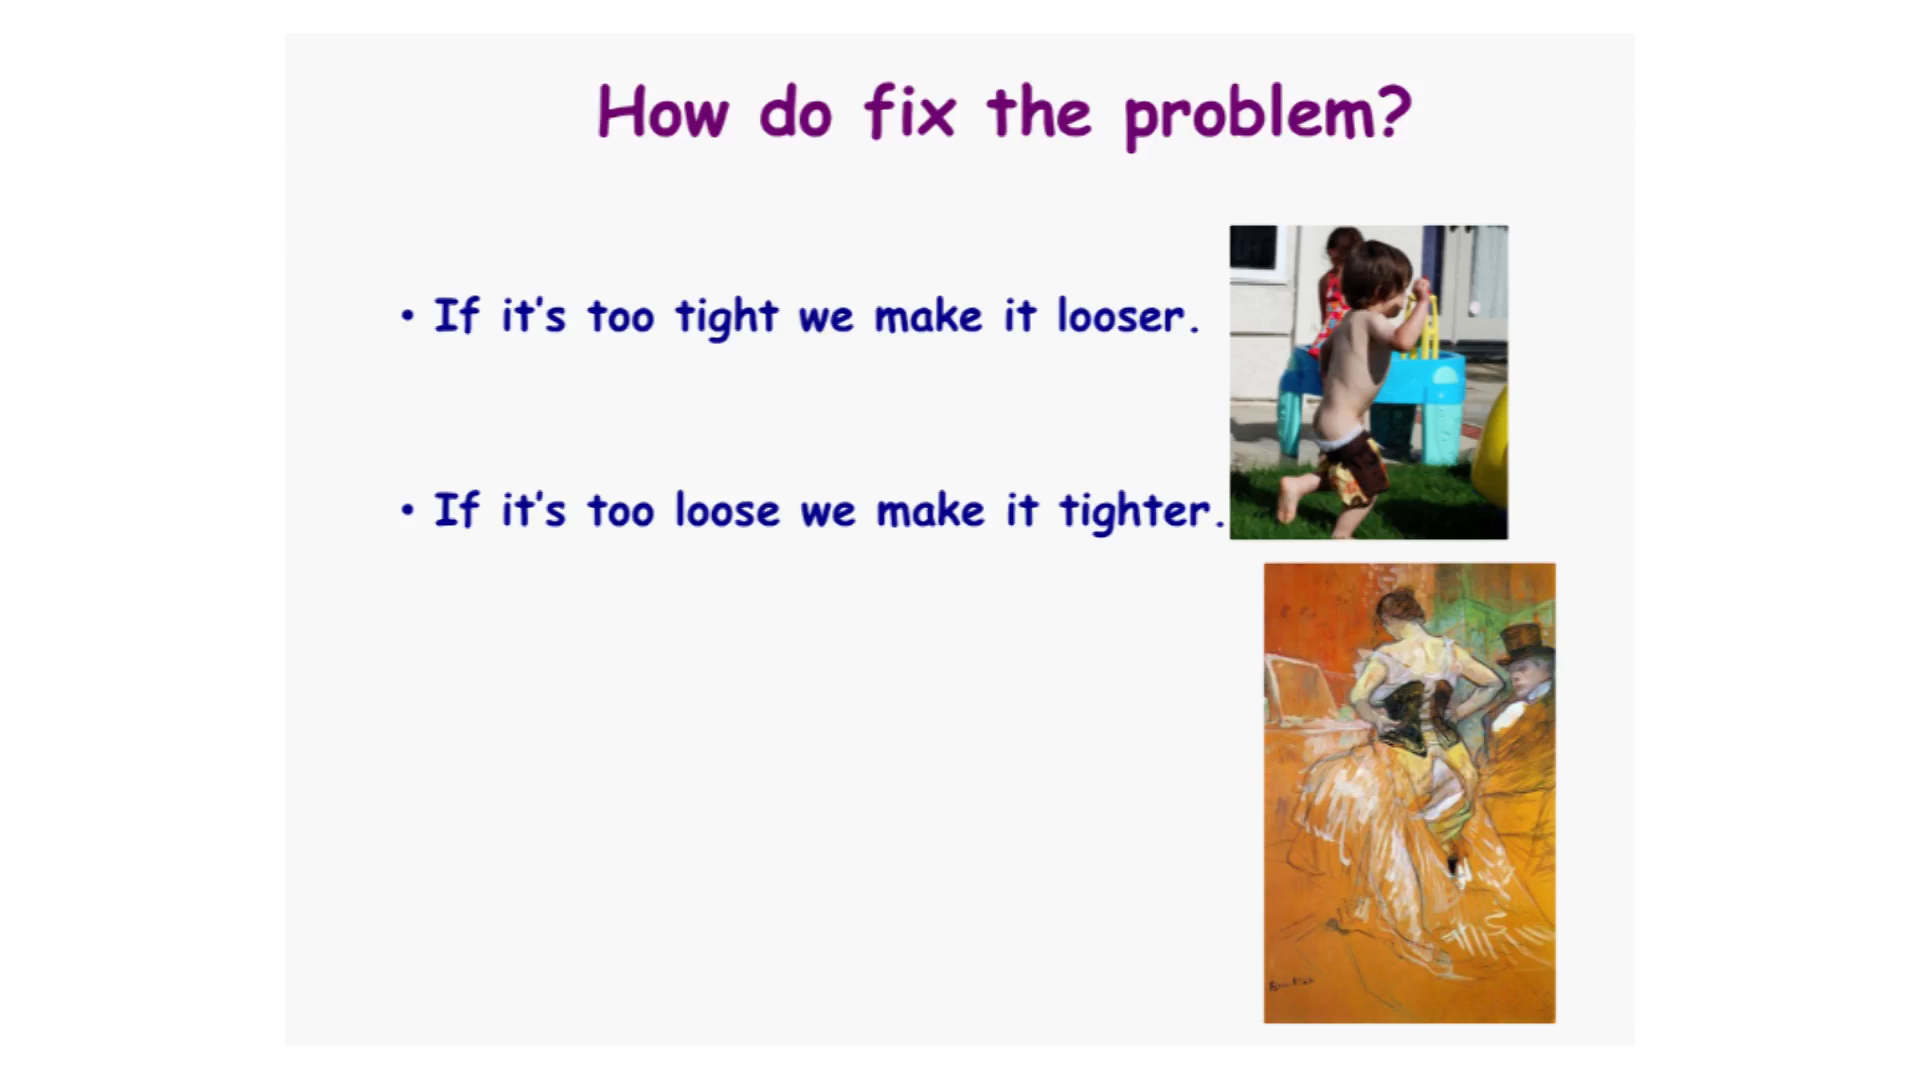 How do fix the problem?
• If it's too tight we make it looser.
• If it's too loose we make it tighter.